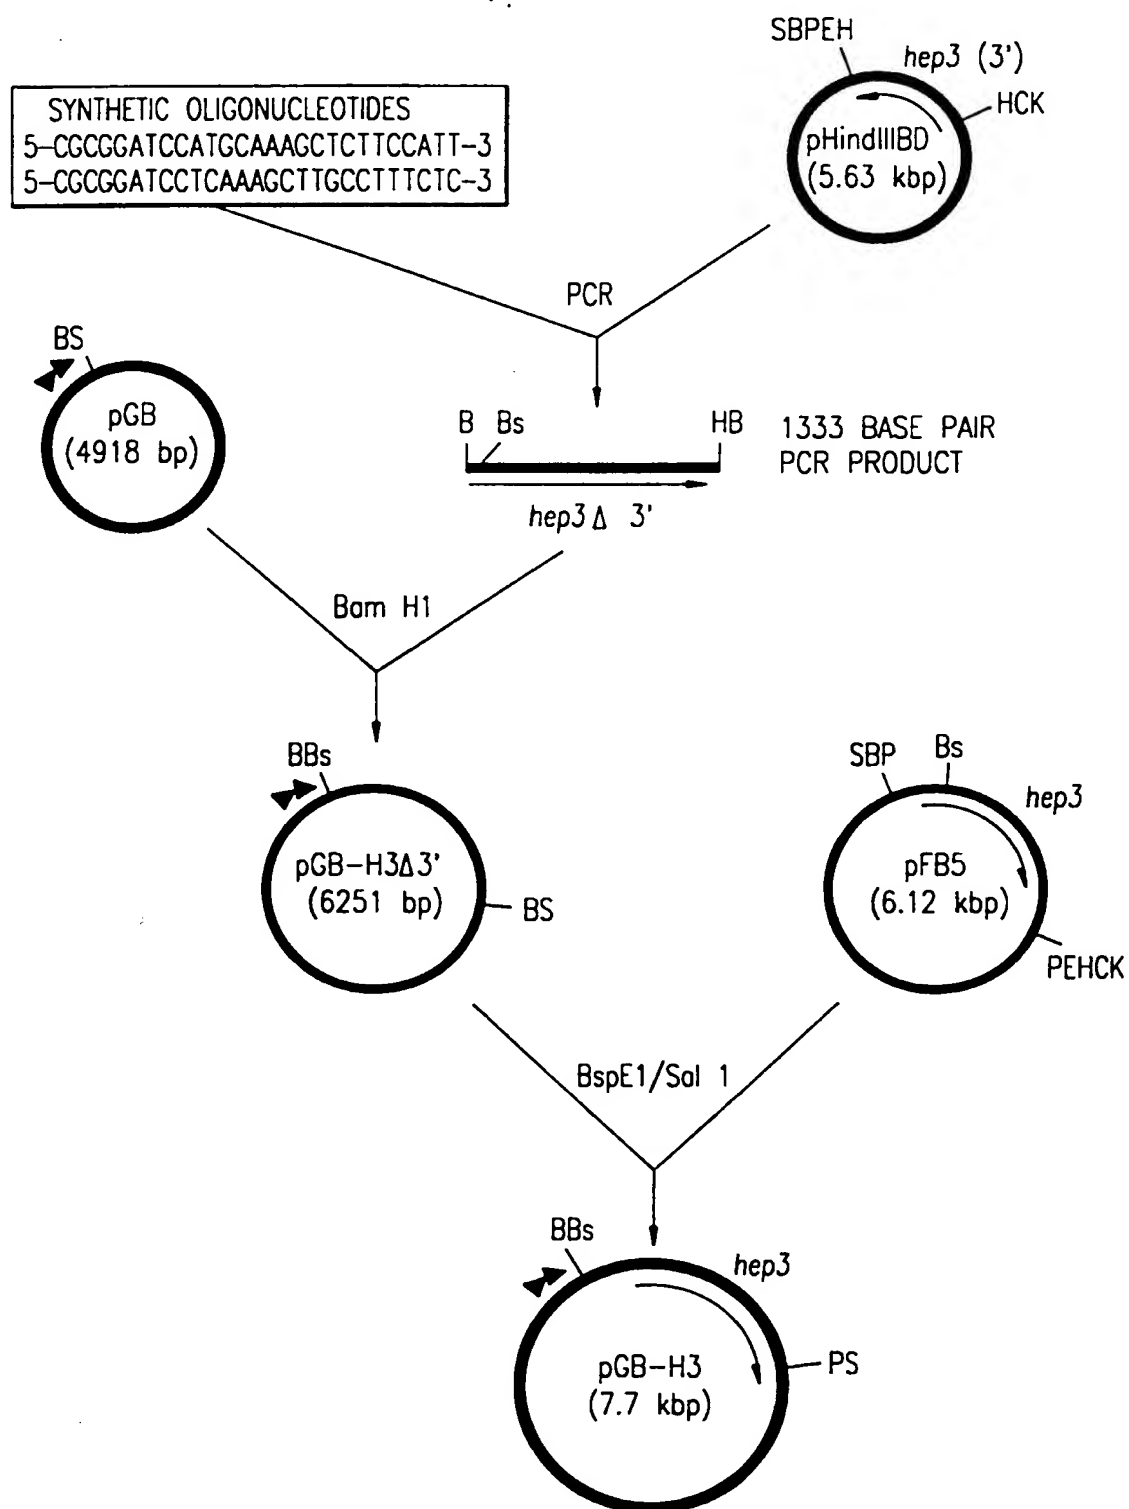 SBPEH
hep3 (3')
HCK
pHindIIIBD
(5.63 kbp)
SYNTHETIC OLIGONUCLEOTIDES
5-CGCGGATCCATGCAAAGCTCTTCCATT-3
5-CGCGGATCCTCAAAGCTTGCCTTTCTC-3
PCR
BS
pGB
(4918 bp)
B Bs HB
1333 BASE PAIR
PCR PRODUCT
hep3Δ 3'
Bam H1
BBs
pGB-H3Δ3'
(6251 bp)
BS
SBP
Bs
hep3
pFB5
(6.12 kbp)
PEHCK
BspE1/Sal 1
BBs
hep3
pGB-H3
(7.7 kbp)
PS